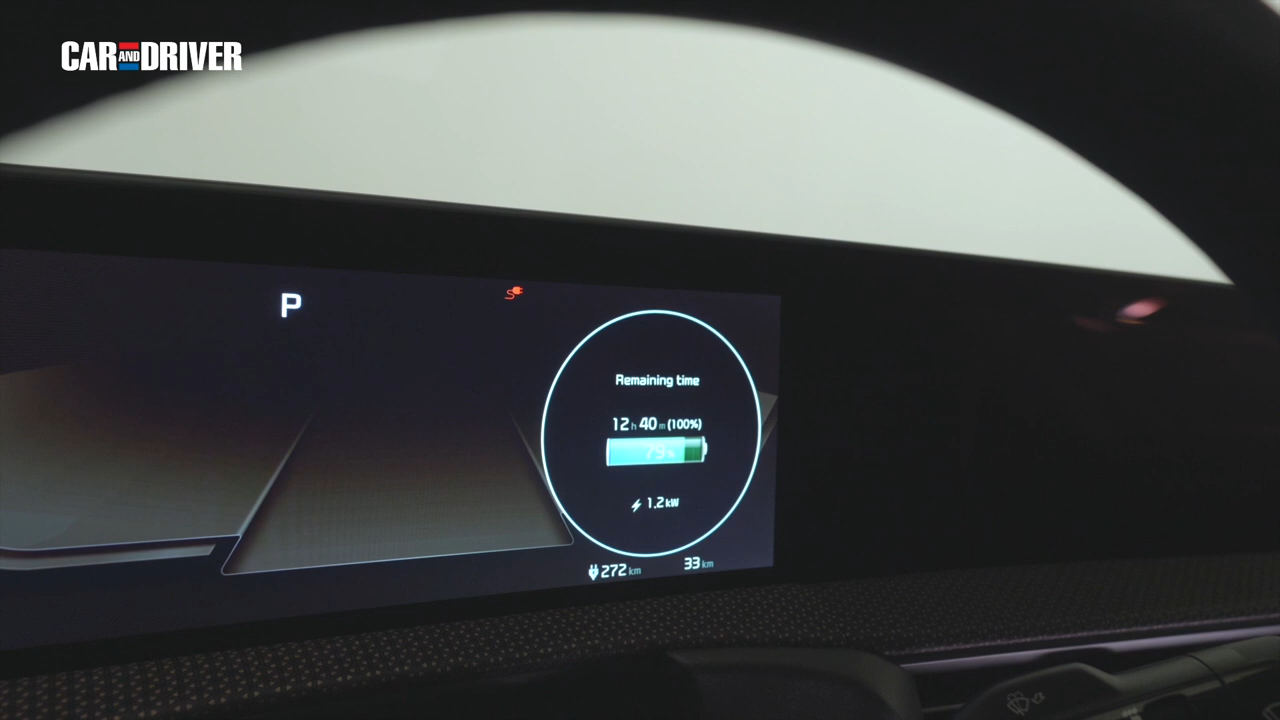 CAR AND DRIVER
P
Remaining time
12 h 40 m (100%)
79%
1.2 kW
272 km
33 km